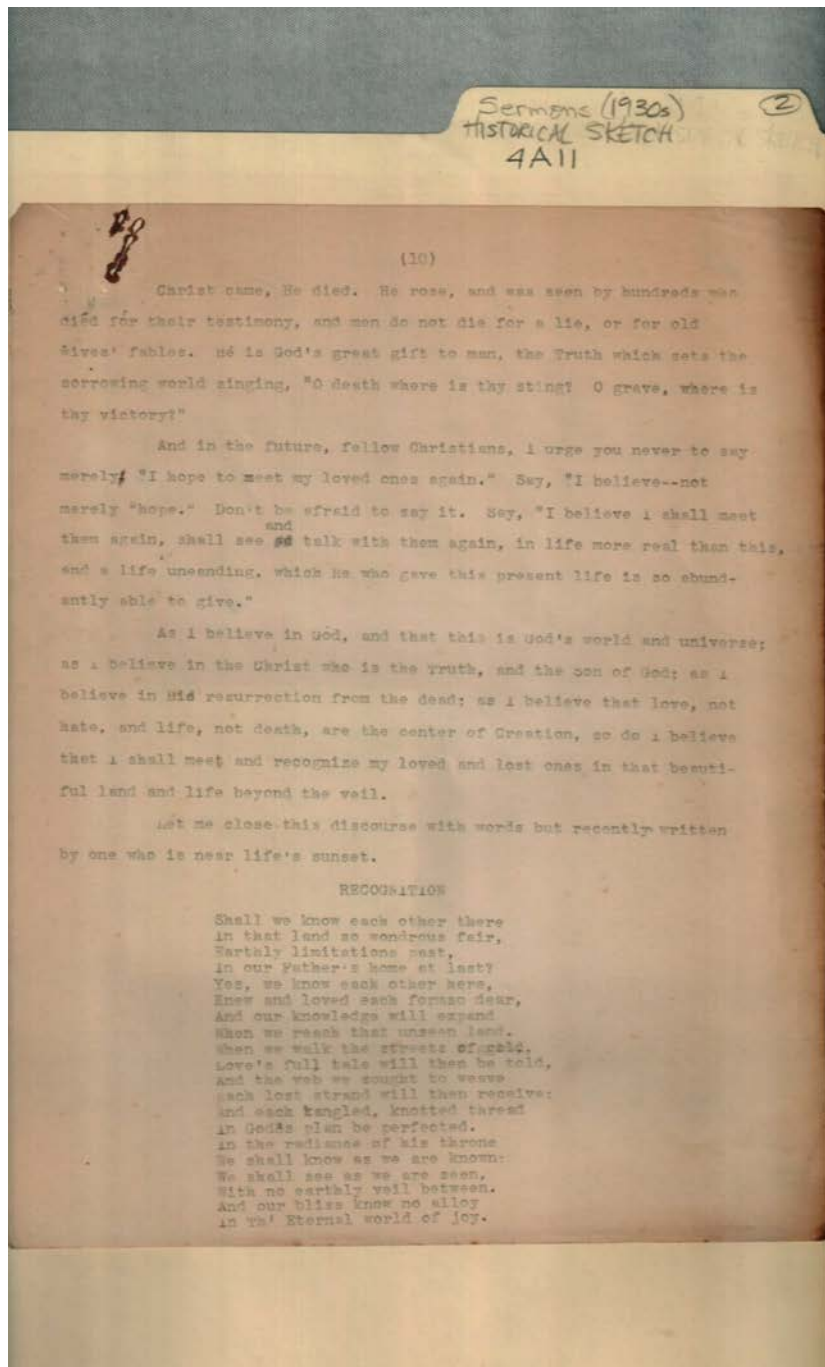 Sermons (1930s) 2
HISTORICAL SKETCH
4A11
(10)
Christ came, He died. He rose, and was seen by hundreds who
died for their testimony, and men do not die for a lie, or for old
wives' fables. He is God's great gift to man, the Truth which sets the
sorrowing world singing, "O death where is thy sting? O grave, where is
thy victory?"
And in the future, fellow Christians, I urge you never to say
merely, "I hope to meet my loved ones again." Say, "I believe--not
merely "hope." Don't be afraid to say it. Say, "I believe I shall meet
and
them again, shall see talk with them again, in life more real than this,
and a life unending, which He who gave this present life is so abund-
antly able to give."
As I believe in God, and that this is God's world and universe;
as I believe in the Christ who is the Truth, and the Son of God; as I
believe in His resurrection from the dead; as I believe that love, not
hate, and life, not death, are the center of Creation, so do I believe
that I shall meet and recognize my loved and lost ones in that beauti-
ful land and life beyond the veil.
Let me close this discourse with words but recently written
by one who is near life's sunset.
RECOGNITION
Shall we know each other there
In that land so wondrous fair,
Earthly limitations past,
In our Father's home at last?
Yes, we know each other here,
Knew and loved each form so dear,
And our knowledge will expand
When we reach that unseen land.
When we walk the streets of gold,
Love's full tale will then be told,
And the web we sought to weave
Each lost strand will then receive:
And each tangled, knotted thread
In God's plan be perfected.
In the radiance of his throne
We shall know as we are known:
We shall see as we are seen,
With no earthly veil between.
And our bliss know no alloy
In Th' Eternal world of joy.